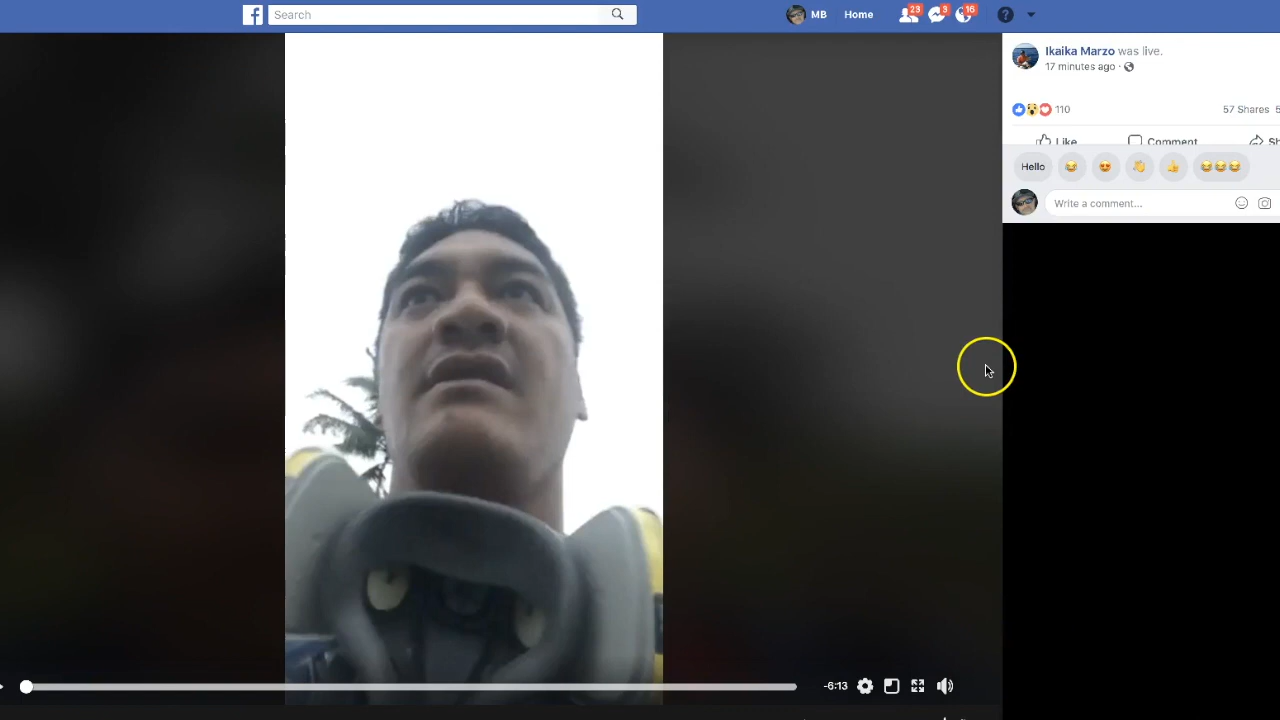 f
Search
MB
Home
23
3
16
?
Ikaika Marzo was live.
17 minutes ago ·
110
57 Shares
Like
Comment
Sh
Hello
Write a comment...
-6:13